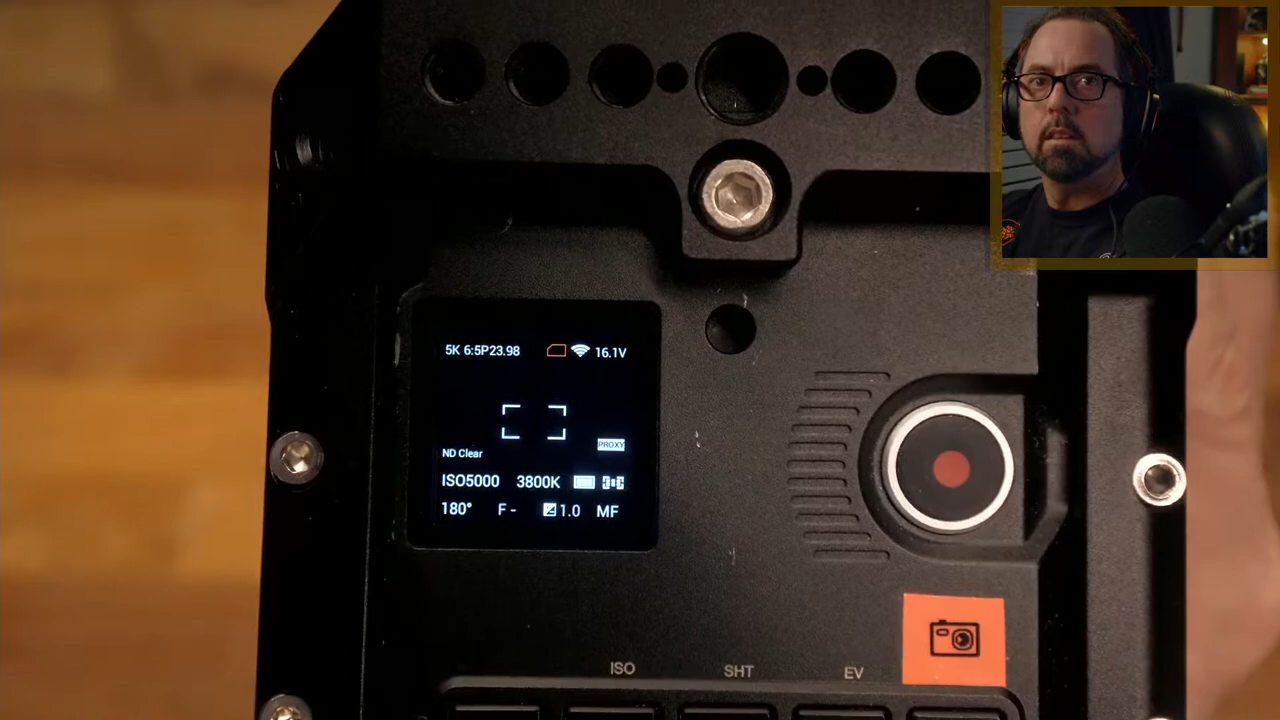 5K 6:5P23.98 16.1V
PROXY
ND Clear
ISO5000 3800K
180° F - 1.0 MF
ISO SHT EV